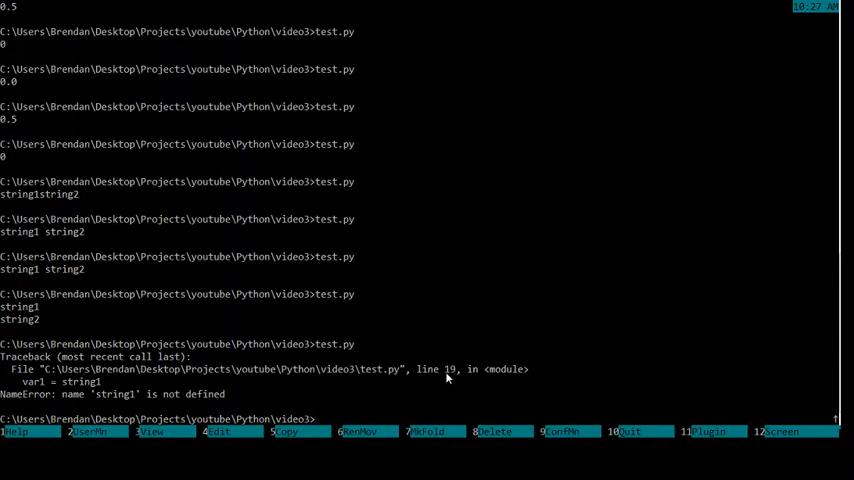 0.5
10:27 AM
C:\Users\Brendan\Desktop\Projects\youtube\Python\video3>test.py
0
C:\Users\Brendan\Desktop\Projects\youtube\Python\video3>test.py
0.0
C:\Users\Brendan\Desktop\Projects\youtube\Python\video3>test.py
0.5
C:\Users\Brendan\Desktop\Projects\youtube\Python\video3>test.py
0
C:\Users\Brendan\Desktop\Projects\youtube\Python\video3>test.py
string1string2
C:\Users\Brendan\Desktop\Projects\youtube\Python\video3>test.py
string1 string2
C:\Users\Brendan\Desktop\Projects\youtube\Python\video3>test.py
string1 string2
C:\Users\Brendan\Desktop\Projects\youtube\Python\video3>test.py
string1
string2
C:\Users\Brendan\Desktop\Projects\youtube\Python\video3>test.py
Traceback (most recent call last):
  File "C:\Users\Brendan\Desktop\Projects\youtube\Python\video3\test.py", line 19, in <module>
    var1 = string1
NameError: name 'string1' is not defined
C:\Users\Brendan\Desktop\Projects\youtube\Python\video3> ↑
1Help 2UserMn 3View 4Edit 5Copy 6RenMov 7MkFold 8Delete 9ConfMn 10Quit 11Plugin 12Screen